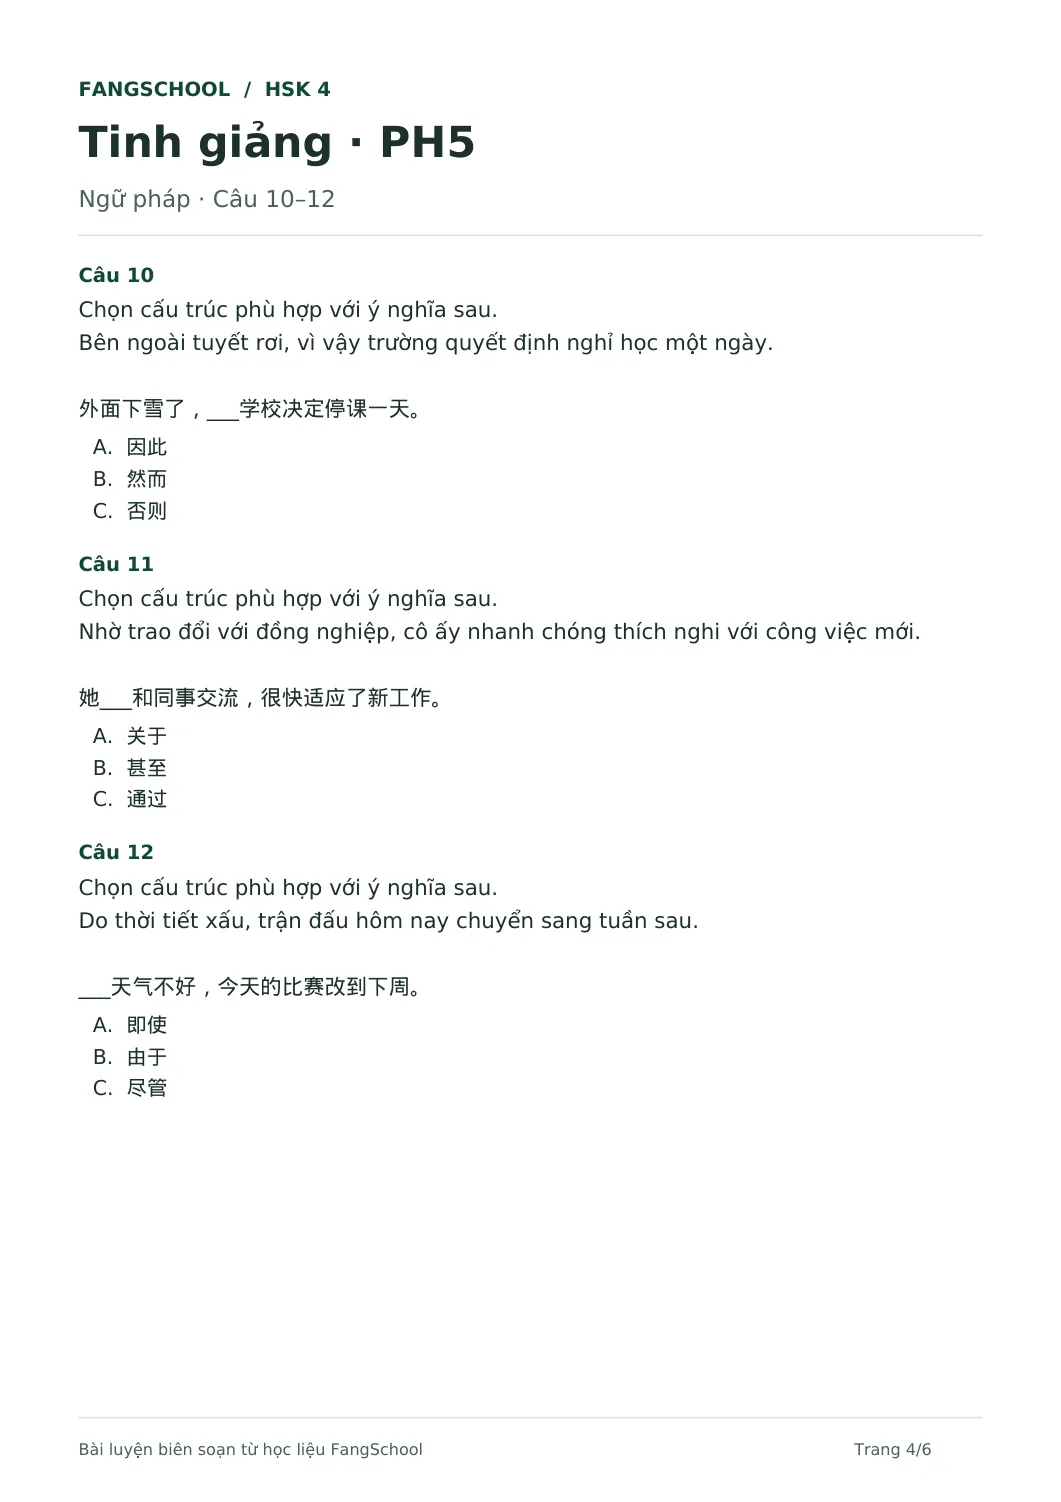 FANGSCHOOL / HSK 4
Tinh giảng · PH5
Ngữ pháp · Câu 10–12
Câu 10
Chọn cấu trúc phù hợp với ý nghĩa sau.
Bên ngoài tuyết rơi, vì vậy trường quyết định nghỉ học một ngày.
外面下雪了，___学校决定停课一天。
A. 因此
B. 然而
C. 否则
Câu 11
Chọn cấu trúc phù hợp với ý nghĩa sau.
Nhờ trao đổi với đồng nghiệp, cô ấy nhanh chóng thích nghi với công việc mới.
她___和同事交流，很快适应了新工作。
A. 关于
B. 甚至
C. 通过
Câu 12
Chọn cấu trúc phù hợp với ý nghĩa sau.
Do thời tiết xấu, trận đấu hôm nay chuyển sang tuần sau.
___天气不好，今天的比赛改到下周。
A. 即使
B. 由于
C. 尽管
Bài luyện biên soạn từ học liệu FangSchool
Trang 4/6